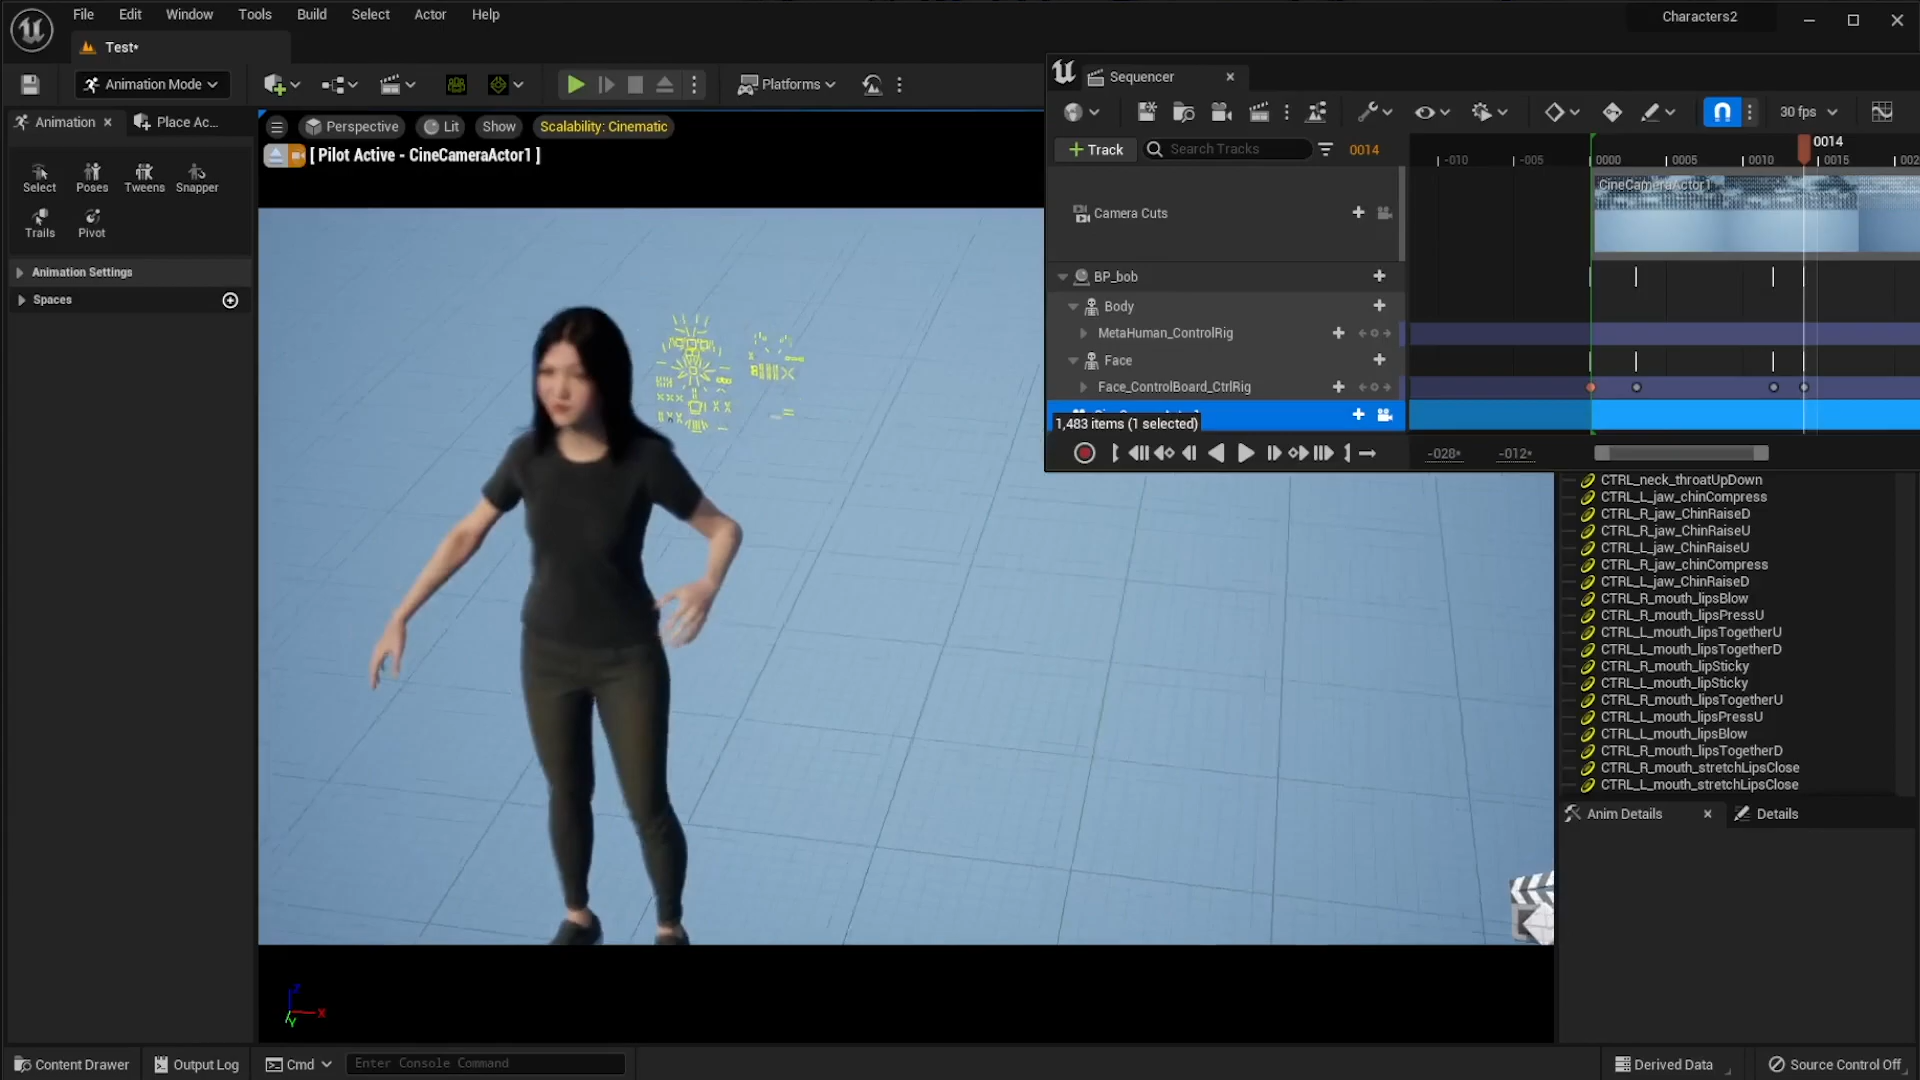 File Edit Window Tools Build Select Actor Help
Characters2
Test*
Animation Mode
Platforms
Sequencer
30 fps
Animation
Place Ac...
Perspective Lit Show Scalability: Cinematic
[ Pilot Active - CineCameraActor1 ]
Select Poses Tweens Snapper
Trails Pivot
Animation Settings
Spaces
Track Search Tracks 0014
0014
-010 -005 0000 0005 0010 0015 002
CineCameraActor1
Camera Cuts
BP_bob
Body
MetaHuman_ControlRig
Face
Face_ControlBoard_CtrlRig
1,483 items (1 selected)
-028* -012*
CTRL_neck_throatUpDown
CTRL_L_jaw_chinCompress
CTRL_R_jaw_ChinRaiseD
CTRL_R_jaw_ChinRaiseU
CTRL_L_jaw_ChinRaiseU
CTRL_R_jaw_chinCompress
CTRL_L_jaw_ChinRaiseD
CTRL_R_mouth_lipsBlow
CTRL_R_mouth_lipsPressU
CTRL_L_mouth_lipsTogetherU
CTRL_L_mouth_lipsTogetherD
CTRL_R_mouth_lipSticky
CTRL_L_mouth_lipSticky
CTRL_R_mouth_lipsTogetherU
CTRL_L_mouth_lipsPressU
CTRL_L_mouth_lipsBlow
CTRL_R_mouth_lipsTogetherD
CTRL_R_mouth_stretchLipsClose
CTRL_L_mouth_stretchLipsClose
Anim Details
Details
Z
X
Y
Content Drawer Output Log Cmd Enter Console Command Derived Data Source Control Off